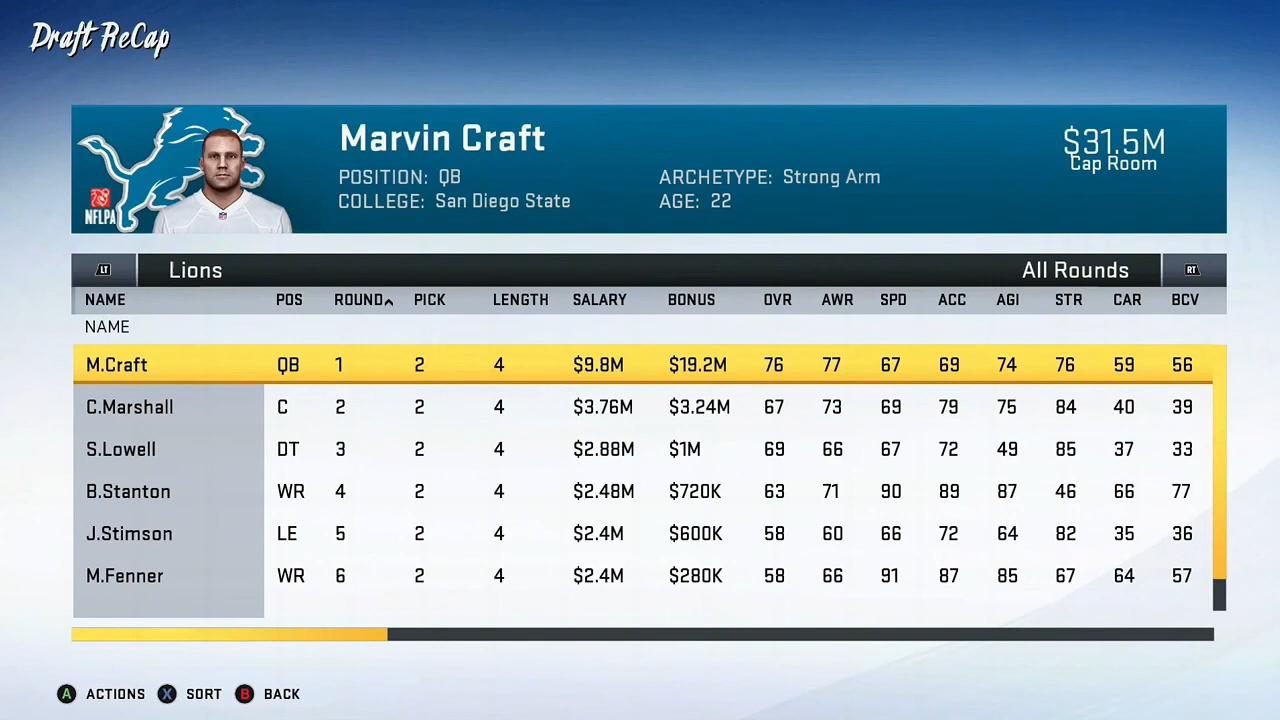 Draft ReCap
Marvin Craft
POSITION: QB
ARCHETYPE: Strong Arm
COLLEGE: San Diego State
AGE: 22
$31.5M
Cap Room
NFLPA
LT Lions All Rounds RT
NAME POS ROUND PICK LENGTH SALARY BONUS OVR AWR SPD ACC AGI STR CAR BCV
NAME
M.Craft QB 1 2 4 $9.8M $19.2M 76 77 67 69 74 76 59 56
C.Marshall C 2 2 4 $3.76M $3.24M 67 73 69 79 75 84 40 39
S.Lowell DT 3 2 4 $2.88M $1M 69 66 67 72 49 85 37 33
B.Stanton WR 4 2 4 $2.48M $720K 63 71 90 89 87 46 66 77
J.Stimson LE 5 2 4 $2.4M $600K 58 60 66 72 64 82 35 36
M.Fenner WR 6 2 4 $2.4M $280K 58 66 91 87 85 67 64 57
A ACTIONS X SORT B BACK